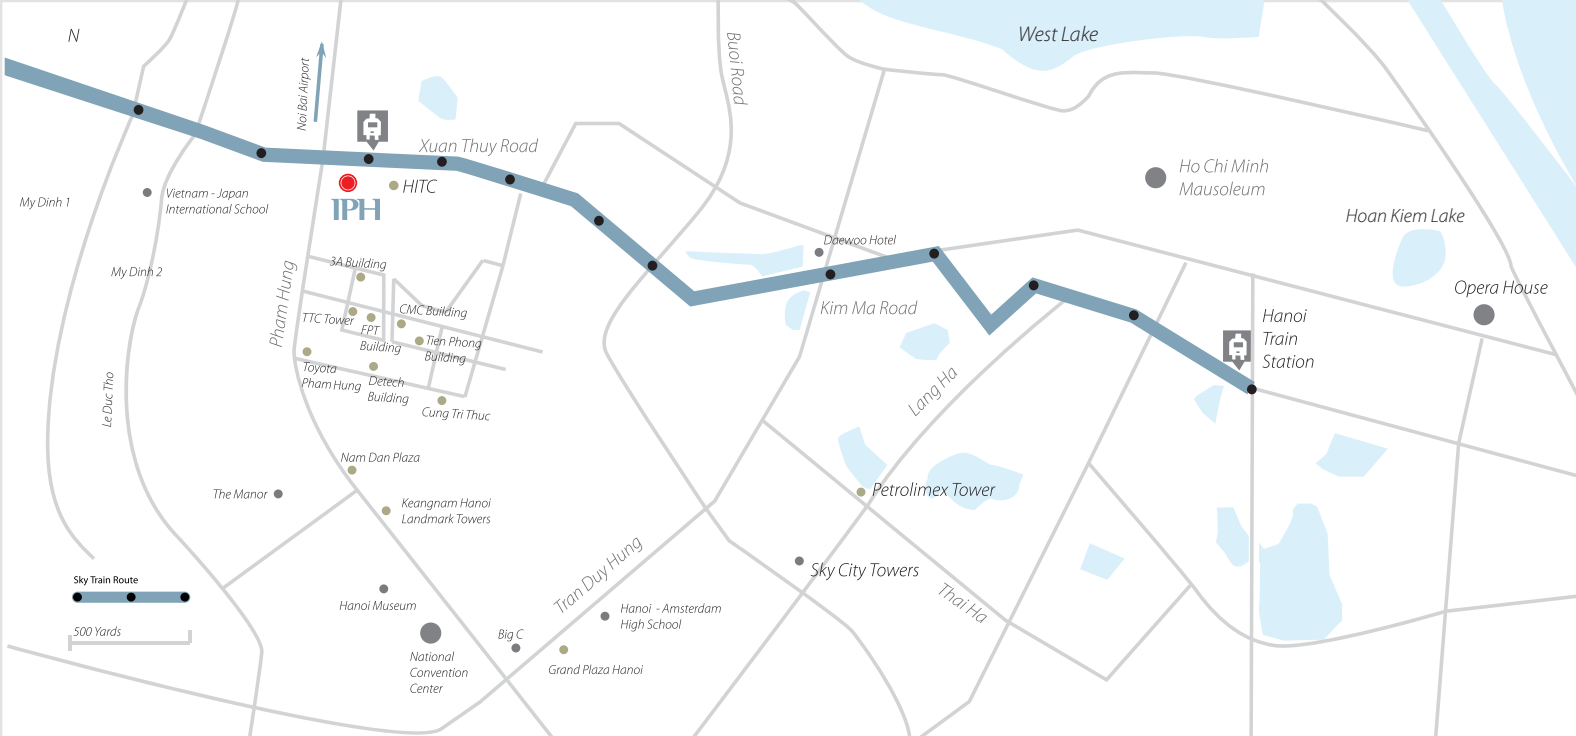 N
West Lake
Buoi Road
Noi Bai Airport
Xuan Thuy Road
Ho Chi Minh
Mausoleum
HITC
IPH
Vietnam - Japan
International School
My Dinh 1
Hoan Kiem Lake
Daewoo Hotel
My Dinh 2
3A Building
Opera House
Pham Hung
CMC Building
TTC Tower
FPT
Building
Tien Phong
Building
Kim Ma Road
Hanoi
Train
Station
Toyota
Pham Hung
Detech
Building
Cung Tri Thuc
Le Duc Tho
Lang Ha
Nam Dan Plaza
The Manor
Petrolimex Tower
Keangnam Hanoi
Landmark Towers
Sky City Towers
Tran Duy Hung
Thai Ha
Sky Train Route
500 Yards
Hanoi Museum
Hanoi - Amsterdam
High School
Big C
National
Convention
Center
Grand Plaza Hanoi